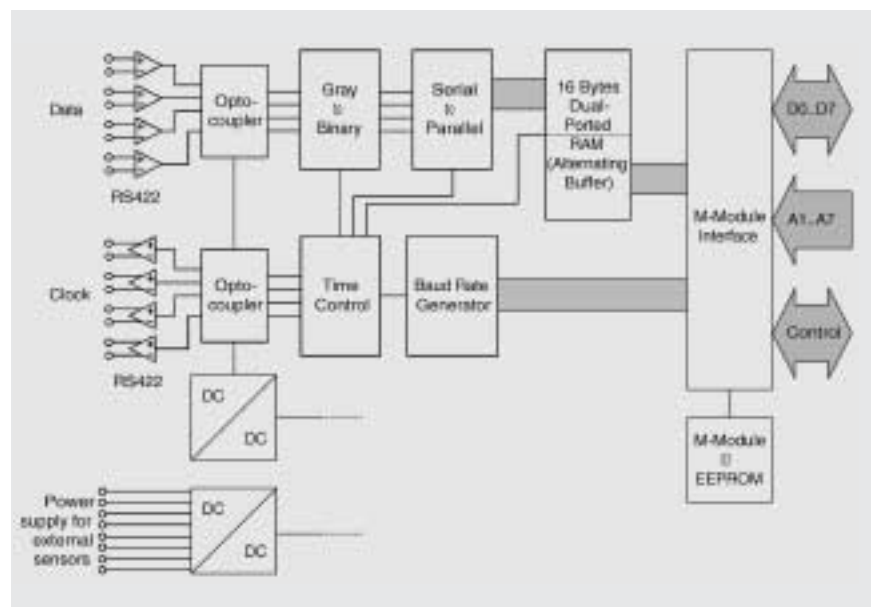 Data
RS422
Opto-
coupler
Gray
to
Binary
Serial
to
Parallel
16 Bytes
Dual-
Ported
RAM
(Alternating
Buffer)
M-Module
Interface
D0..D7
A1..A7
Control
Clock
RS422
Opto-
coupler
Time
Control
Baud Rate
Generator
DC
DC
M-Module
ID
EEPROM
Power
supply for
external
sensors
DC
DC